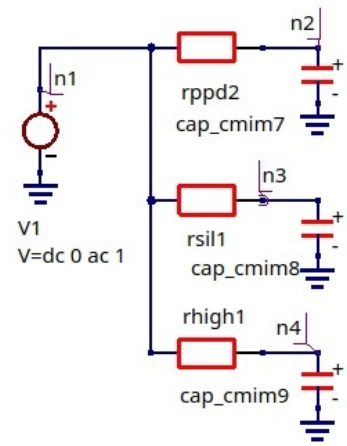 n2
n1
+
-
+
-
rppd2
cap_cmim7
n3
+
-
V1
V=dc 0 ac 1
rsil1
cap_cmim8
rhigh1
n4
+
-
cap_cmim9